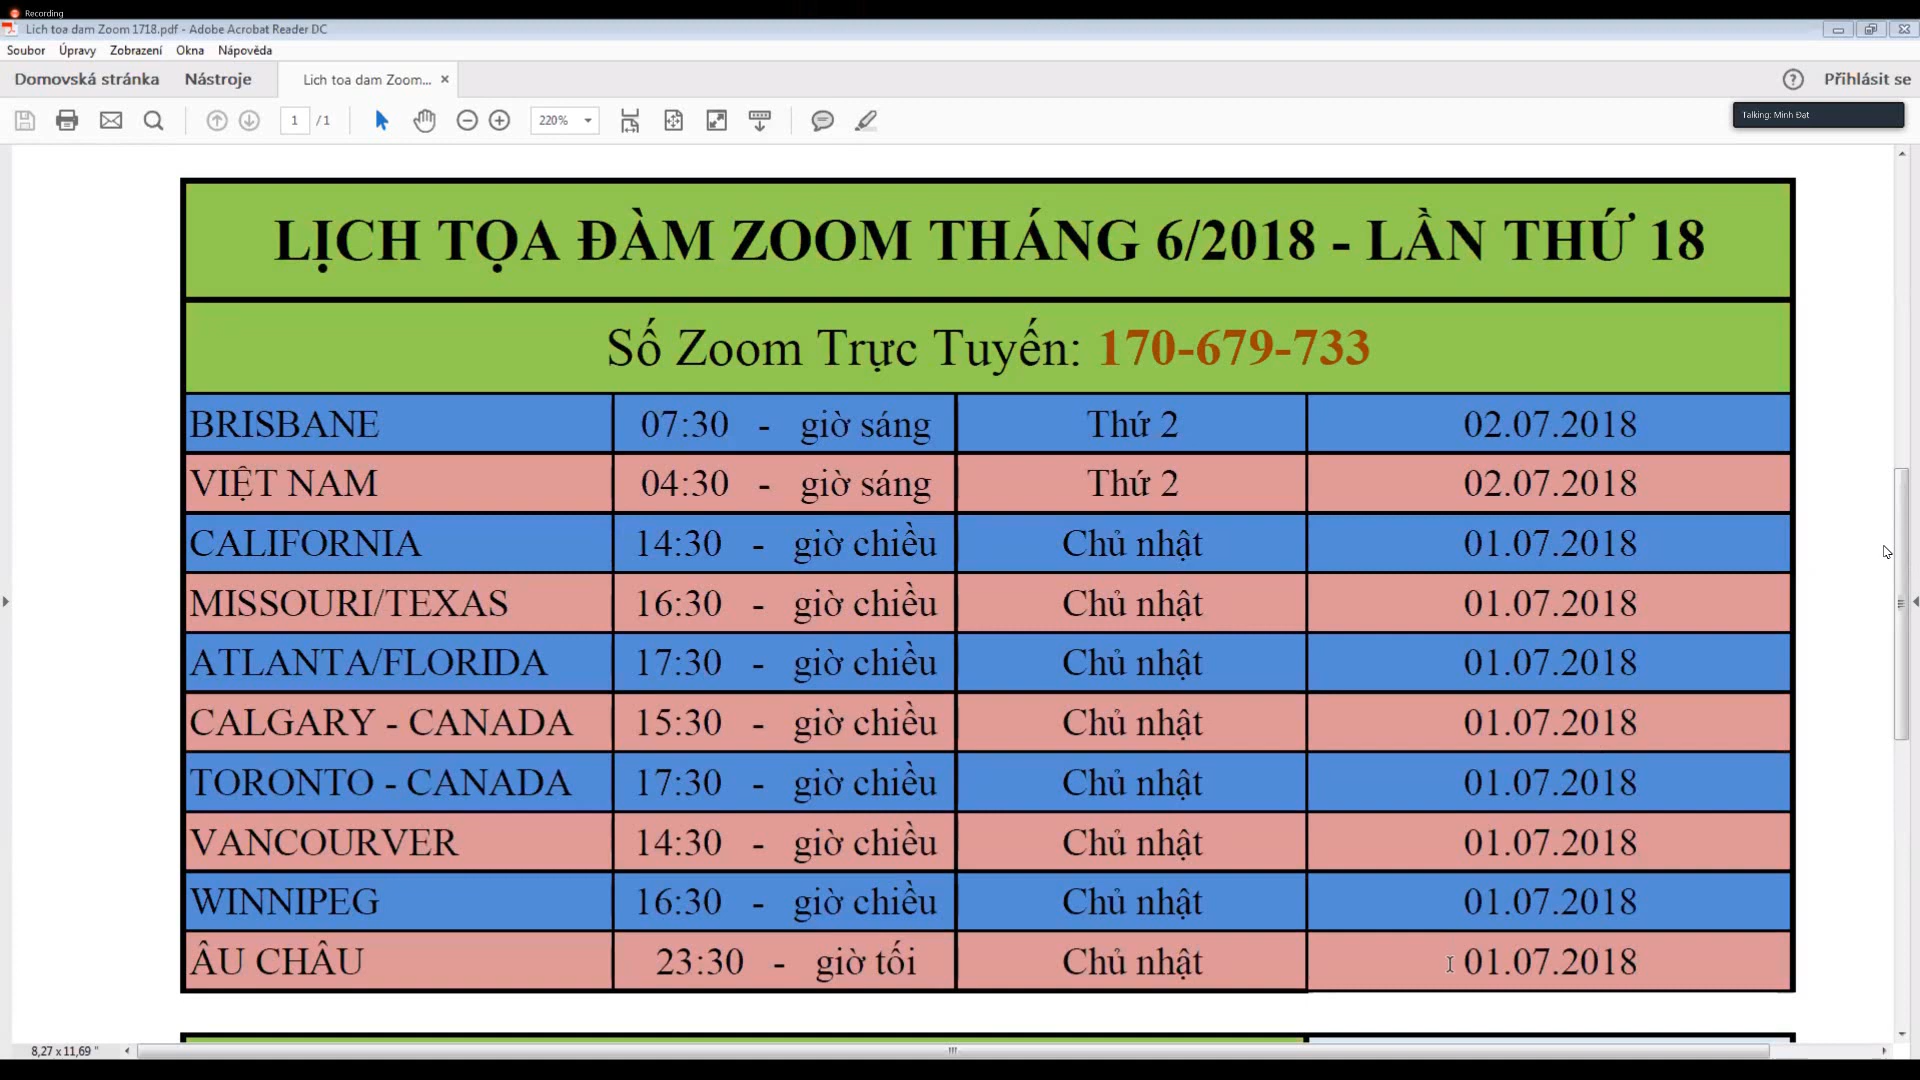 Recording
Lich toa dam Zoom 1718.pdf - Adobe Acrobat Reader DC
Soubor Úpravy Zobrazení Okna Nápověda
Domovská stránka Nástroje Lich toa dam Zoom... × ? Přihlásit se
1 / 1 220%
Talking: Minh Đạt
LỊCH TỌA ĐÀM ZOOM THÁNG 6/2018 - LẦN THỨ 18
Số Zoom Trực Tuyến: 170-679-733
BRISBANE 07:30 - giờ sáng Thứ 2 02.07.2018
VIỆT NAM 04:30 - giờ sáng Thứ 2 02.07.2018
CALIFORNIA 14:30 - giờ chiều Chủ nhật 01.07.2018
MISSOURI/TEXAS 16:30 - giờ chiều Chủ nhật 01.07.2018
ATLANTA/FLORIDA 17:30 - giờ chiều Chủ nhật 01.07.2018
CALGARY - CANADA 15:30 - giờ chiều Chủ nhật 01.07.2018
TORONTO - CANADA 17:30 - giờ chiều Chủ nhật 01.07.2018
VANCOURVER 14:30 - giờ chiều Chủ nhật 01.07.2018
WINNIPEG 16:30 - giờ chiều Chủ nhật 01.07.2018
ÂU CHÂU 23:30 - giờ tối Chủ nhật 01.07.2018
8,27 x 11,69 "